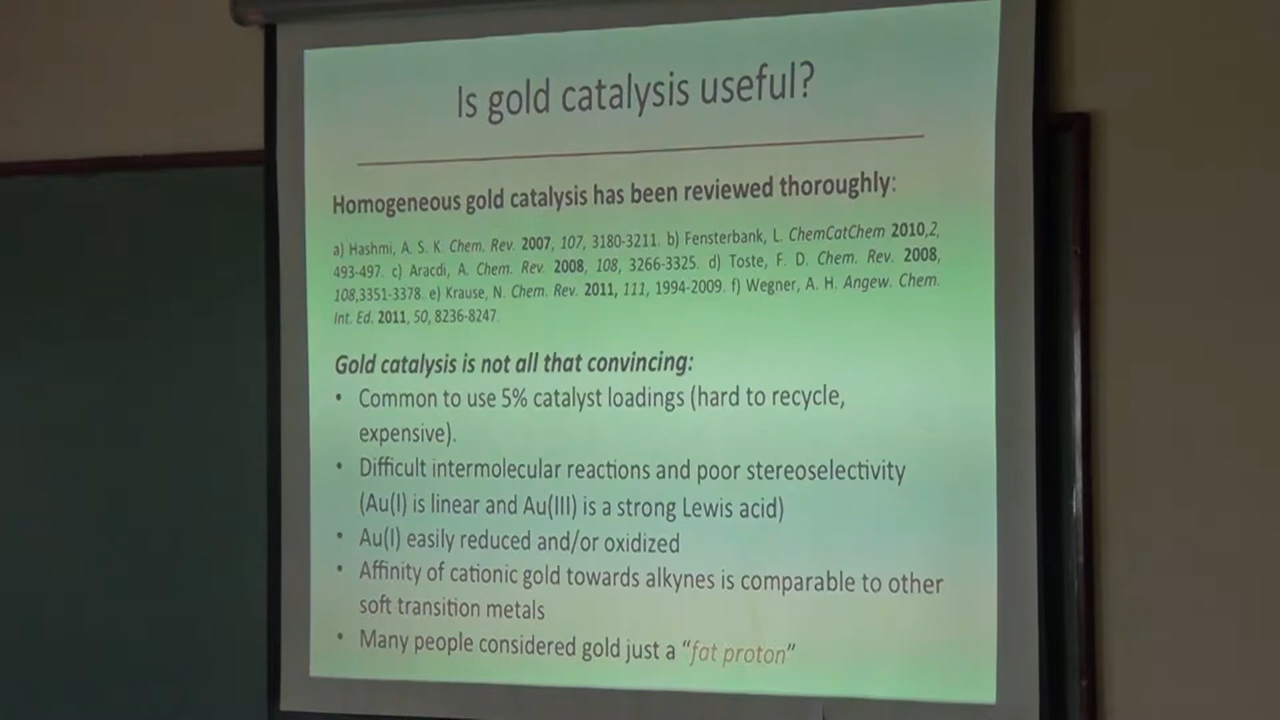 Is gold catalysis useful?
Homogeneous gold catalysis has been reviewed thoroughly:
a) Hashmi, A. S. K. Chem. Rev. 2007, 107, 3180-3211. b) Fensterbank, L. ChemCatChem 2010,2,
493-497. c) Aracdi, A. Chem. Rev. 2008, 108, 3266-3325. d) Toste, F. D. Chem. Rev. 2008,
108,3351-3378. e) Krause, N. Chem. Rev. 2011, 111, 1994-2009. f) Wegner, A. H. Angew. Chem.
Int. Ed. 2011, 50, 8236-8247.
Gold catalysis is not all that convincing:
• Common to use 5% catalyst loadings (hard to recycle,
expensive).
• Difficult intermolecular reactions and poor stereoselectivity
(Au(I) is linear and Au(III) is a strong Lewis acid)
• Au(I) easily reduced and/or oxidized
• Affinity of cationic gold towards alkynes is comparable to other
soft transition metals
• Many people considered gold just a “fat proton”